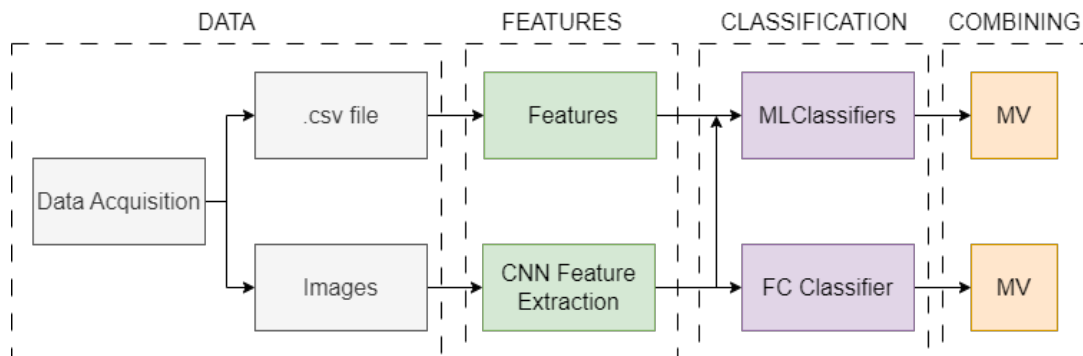 DATA
FEATURES
CLASSIFICATION
COMBINING
.csv file
Features
MLClassifiers
MV
Data Acquisition
Images
CNN Feature
Extraction
FC Classifier
MV